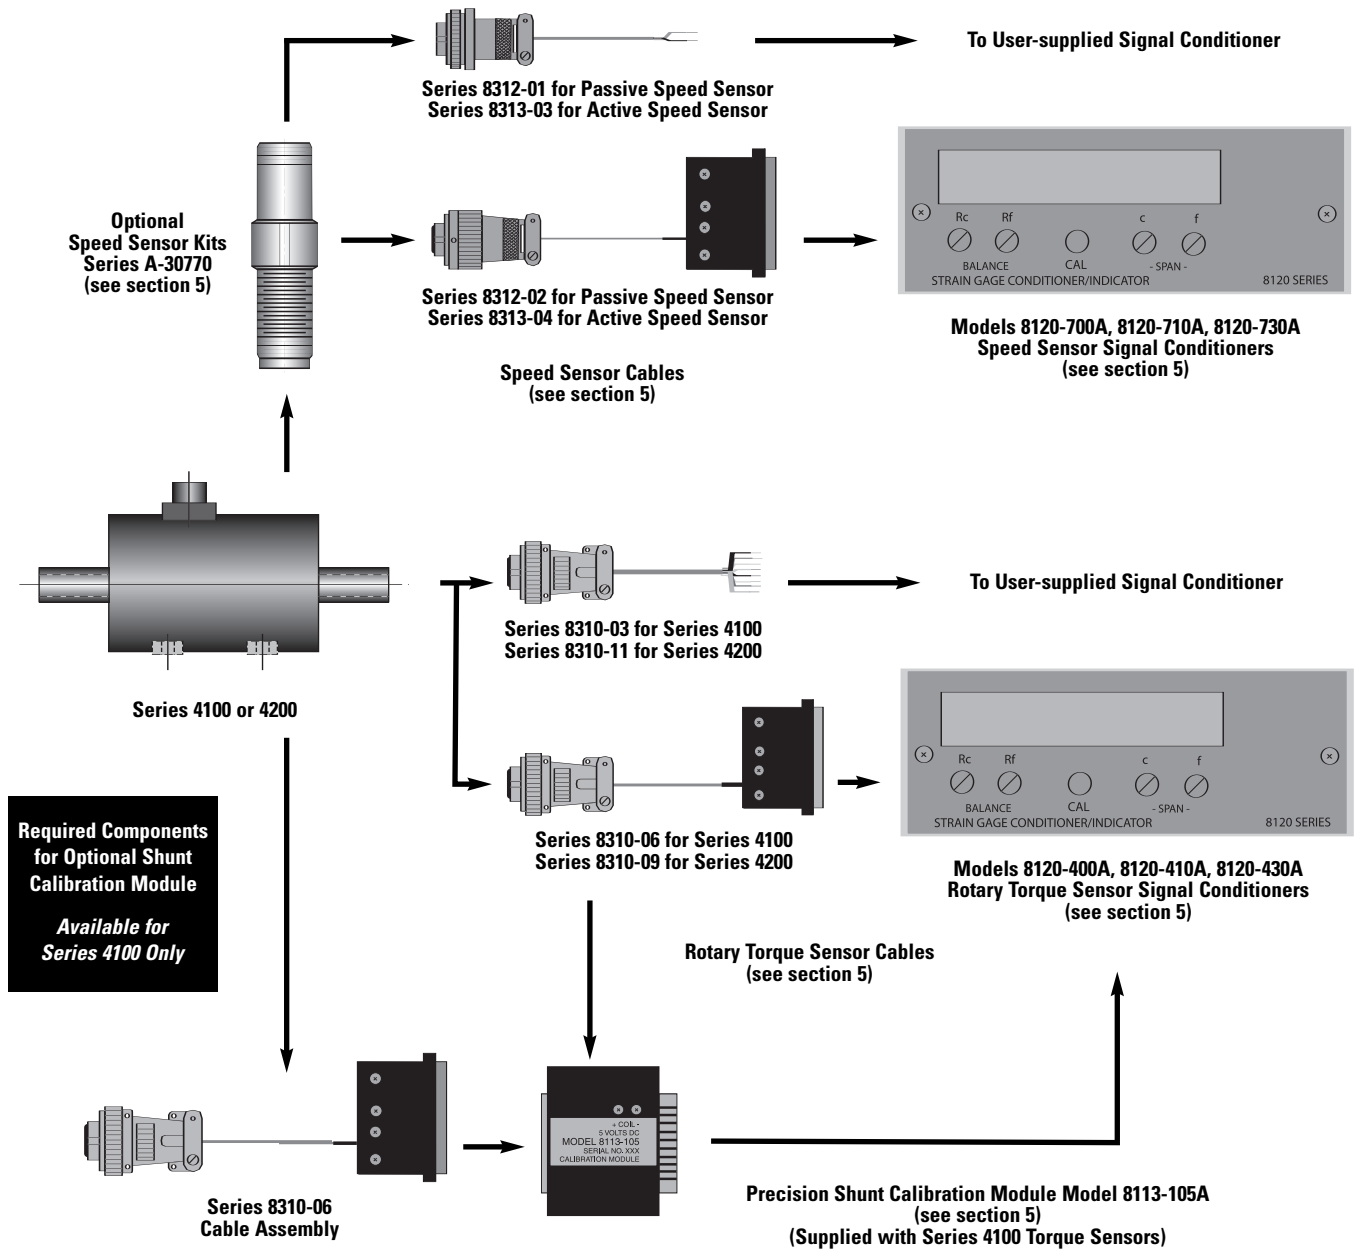 To User-supplied Signal Conditioner
Series 8312-01 for Passive Speed Sensor
Series 8313-03 for Active Speed Sensor
Optional
Speed Sensor Kits
Series A-30770
(see section 5)
Series 8312-02 for Passive Speed Sensor
Series 8313-04 for Active Speed Sensor
Rc Rf c f
BALANCE CAL - SPAN -
STRAIN GAGE CONDITIONER/INDICATOR 8120 SERIES
Models 8120-700A, 8120-710A, 8120-730A
Speed Sensor Signal Conditioners
(see section 5)
Speed Sensor Cables
(see section 5)
To User-supplied Signal Conditioner
Series 8310-03 for Series 4100
Series 8310-11 for Series 4200
Series 4100 or 4200
Rc Rf c f
BALANCE CAL - SPAN -
STRAIN GAGE CONDITIONER/INDICATOR 8120 SERIES
Series 8310-06 for Series 4100
Series 8310-09 for Series 4200
Models 8120-400A, 8120-410A, 8120-430A
Rotary Torque Sensor Signal Conditioners
(see section 5)
Required Components
for Optional Shunt
Calibration Module
Available for
Series 4100 Only
Rotary Torque Sensor Cables
(see section 5)
+ COIL -
5 VOLTS DC
MODEL 8113-105
SERIAL NO. XXX
CALIBRATION MODULE
Series 8310-06
Cable Assembly
Precision Shunt Calibration Module Model 8113-105A
(see section 5)
(Supplied with Series 4100 Torque Sensors)